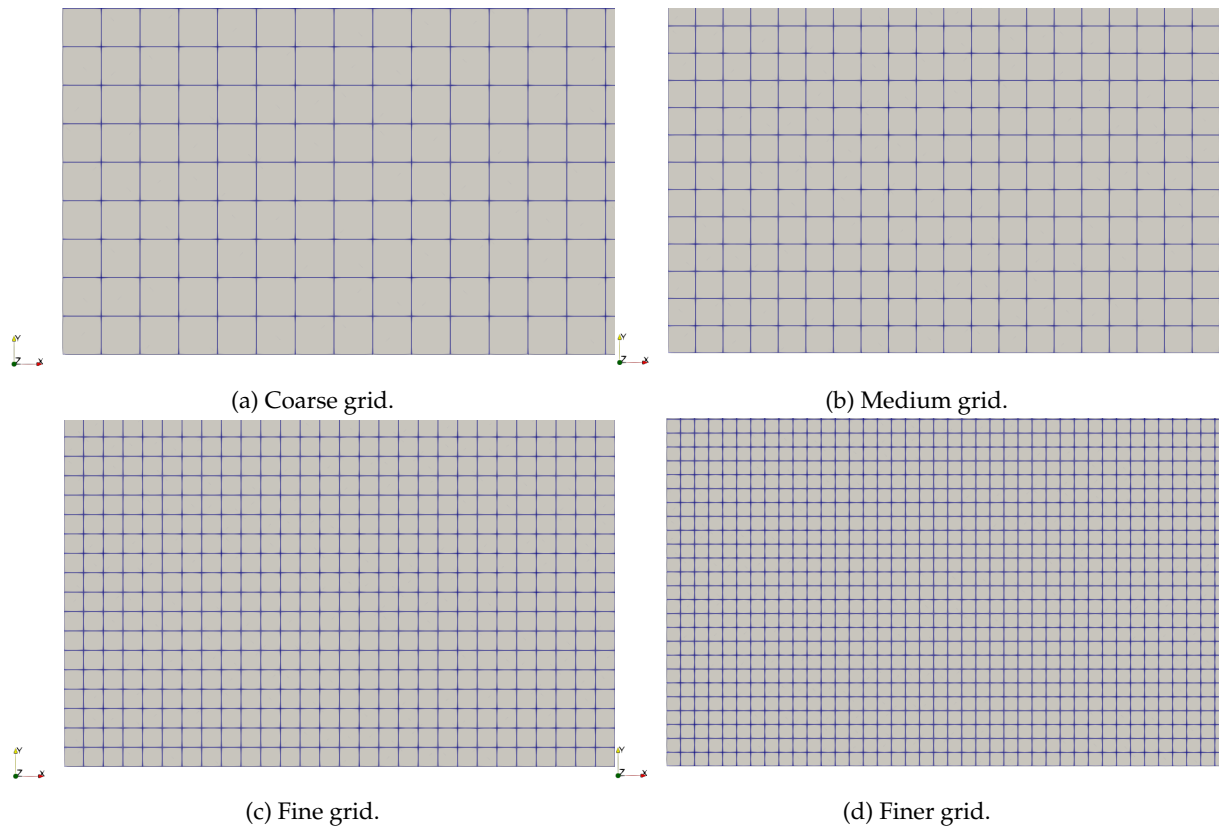 Y
Z X
Y
Z X
(a) Coarse grid.
(b) Medium grid.
Y
Z X
Y
Z X
(c) Fine grid.
(d) Finer grid.